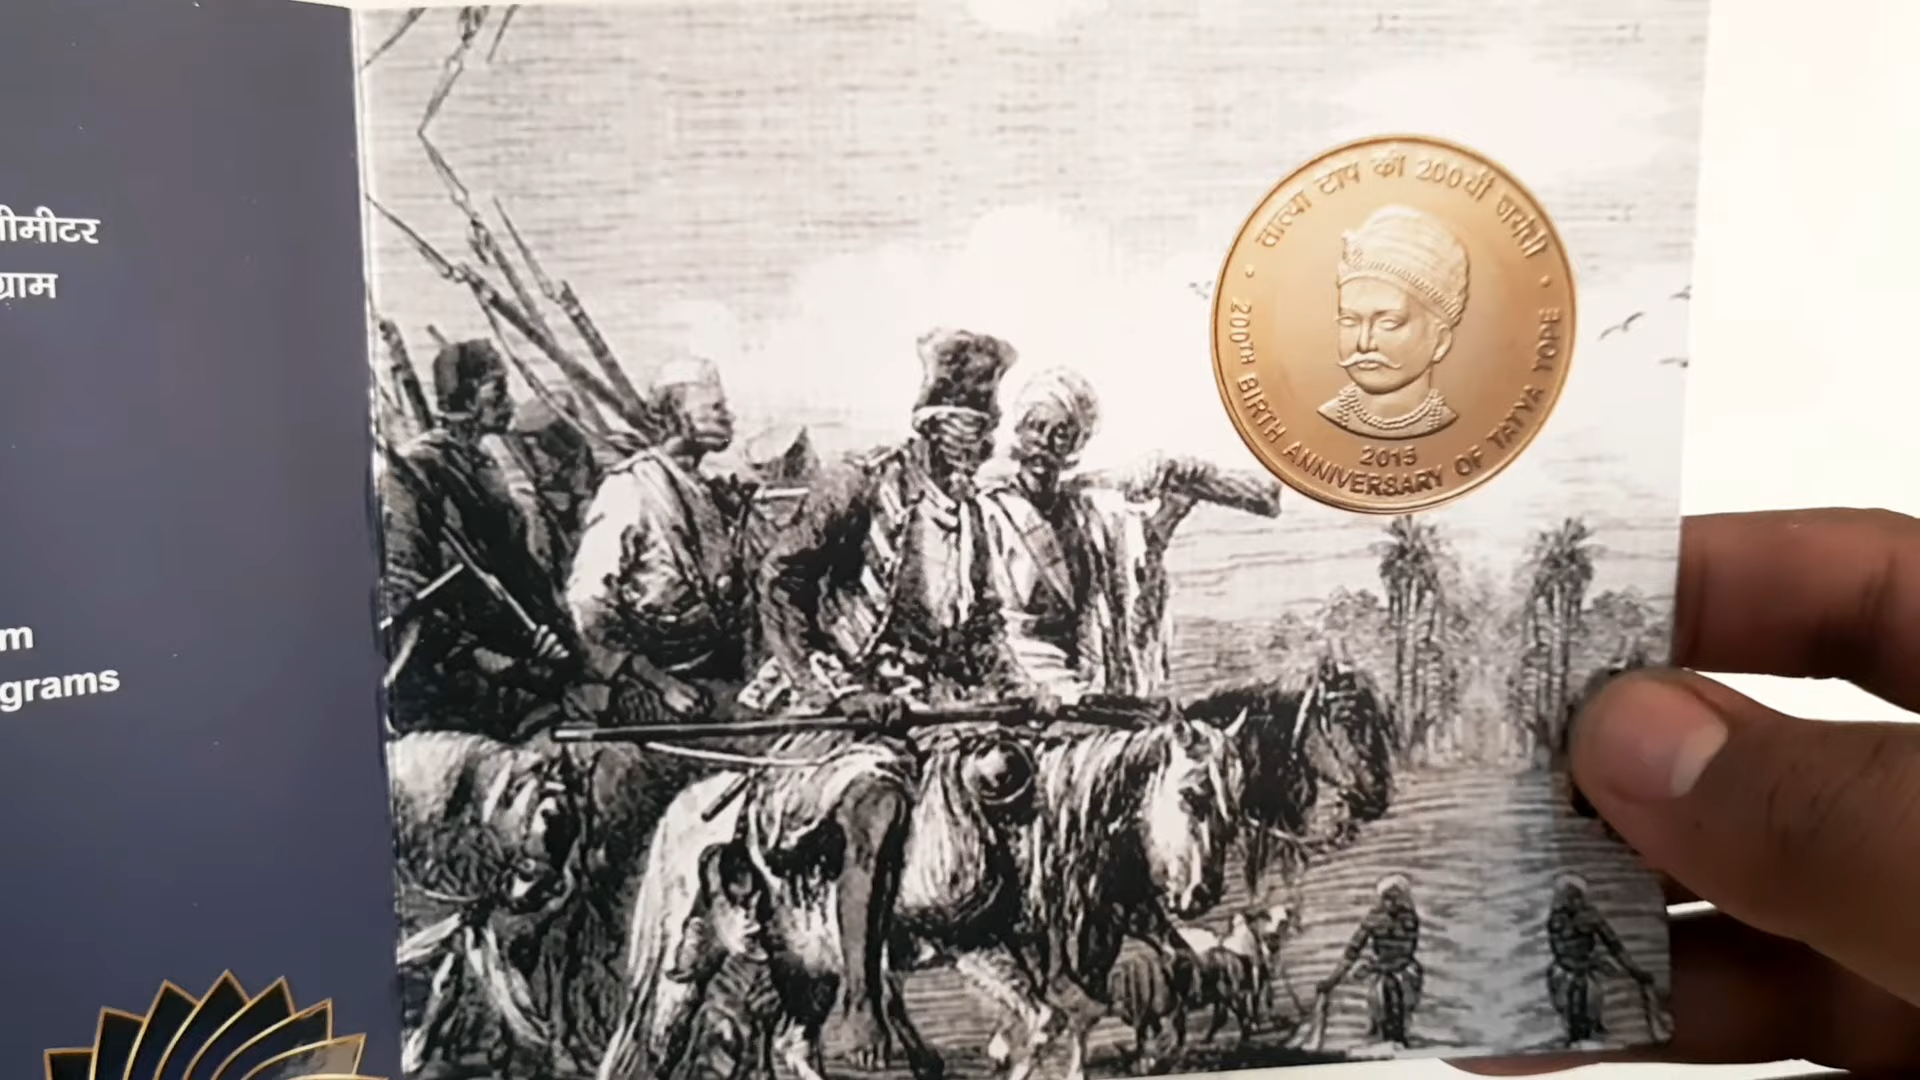 ीमीटर
ग्राम
m
grams
तात्या टोपे की 200वीं जयंती
200TH BIRTH ANNIVERSARY OF TATYA TOPE
2015